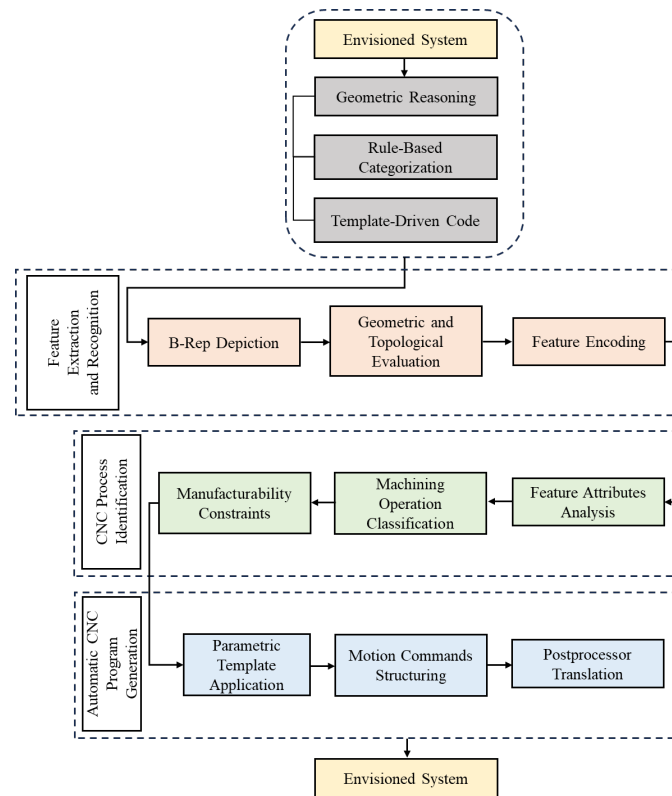 Envisioned System
Geometric Reasoning
Rule-Based
Categorization
Template-Driven Code
Feature
Extraction
and Recognition
B-Rep Depiction
Geometric and
Topological
Evaluation
Feature Encoding
CNC Process
Identification
Manufacturability
Constraints
Machining
Operation
Classification
Feature Attributes
Analysis
Automatic CNC
Program
Generation
Parametric
Template
Application
Motion Commands
Structuring
Postprocessor
Translation
Envisioned System